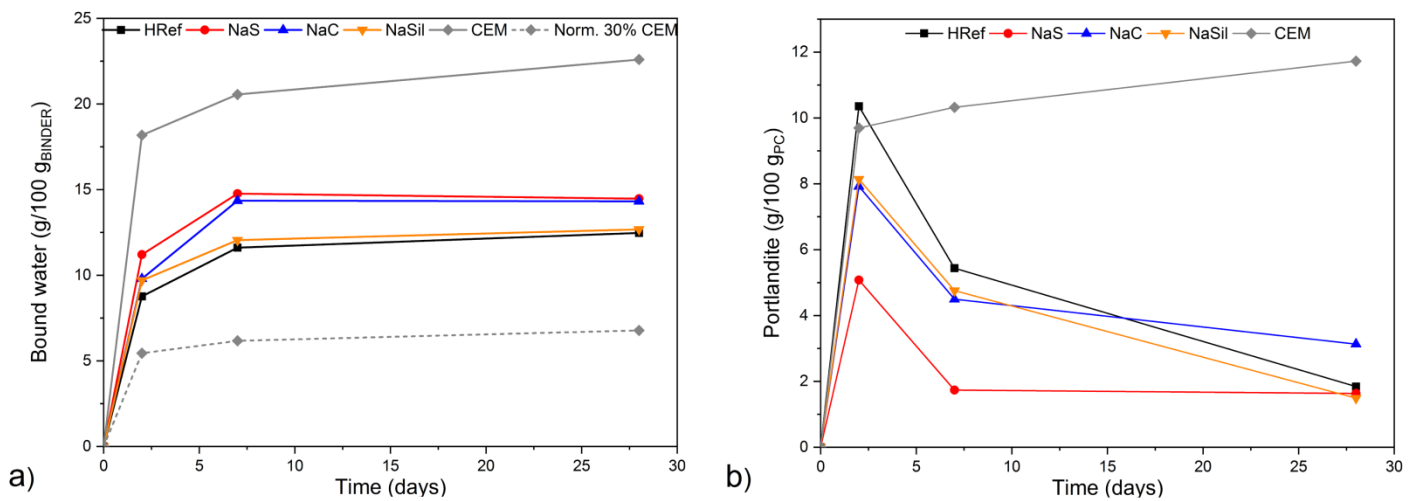 HRef NaS NaC NaSil CEM Norm. 30% CEM
25
20
15
10
5
0
Bound water (g/100 g_BINDER)
0 5 10 15 20 25 30
Time (days)
a)
HRef NaS NaC NaSil CEM
12
10
8
6
4
2
0
Portlandite (g/100 g_PC)
0 5 10 15 20 25 30
Time (days)
b)